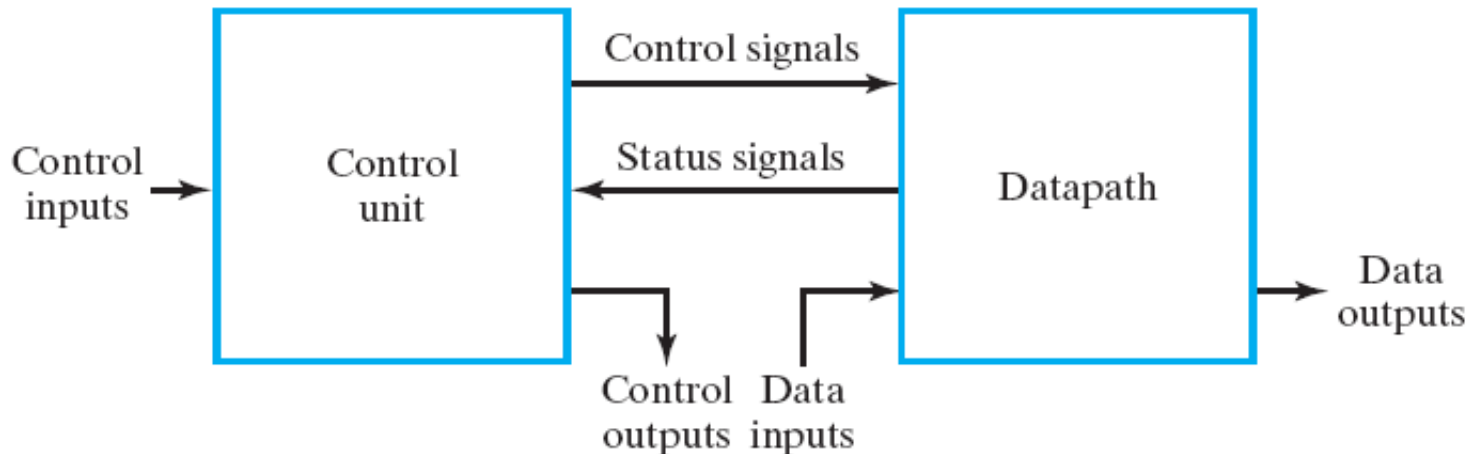 Control signals
Control
inputs
Control
unit
Status signals
Datapath
Data
outputs
Control
outputs
Data
inputs